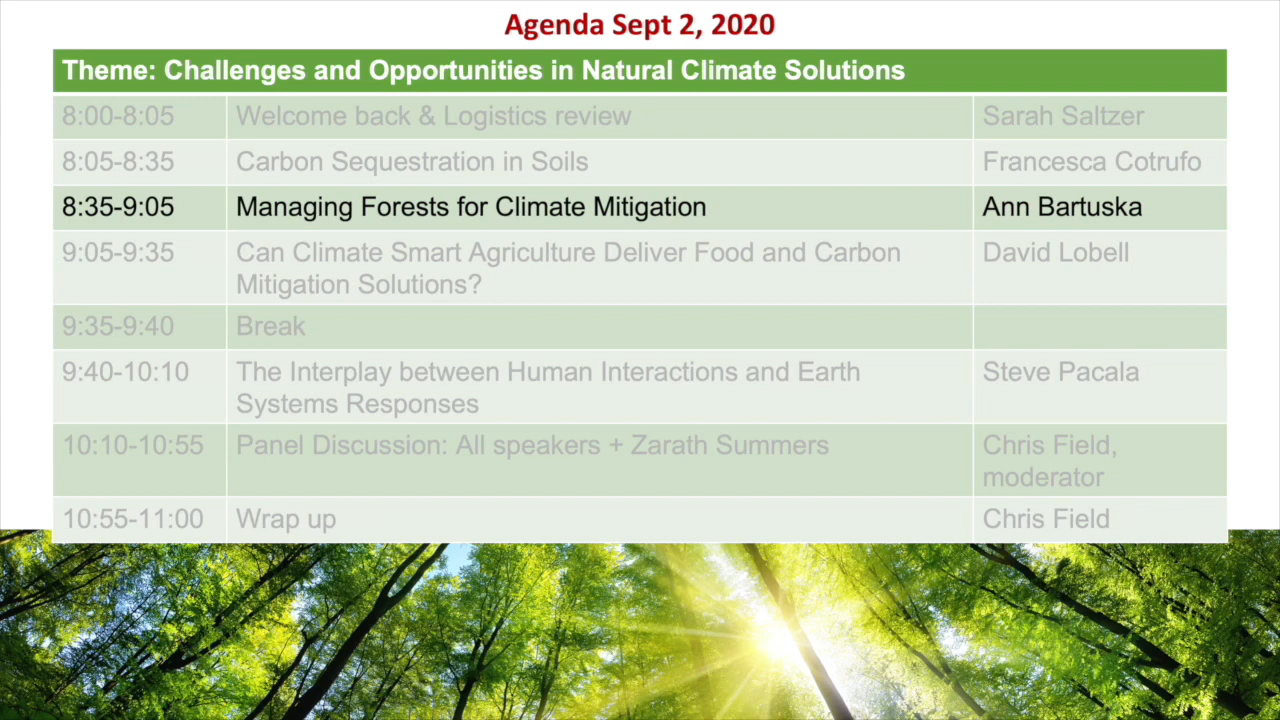 Agenda Sept 2, 2020
Theme: Challenges and Opportunities in Natural Climate Solutions
8:00-8:05 Welcome back & Logistics review Sarah Saltzer
8:05-8:35 Carbon Sequestration in Soils Francesca Cotrufo
8:35-9:05 Managing Forests for Climate Mitigation Ann Bartuska
9:05-9:35 Can Climate Smart Agriculture Deliver Food and Carbon David Lobell
Mitigation Solutions?
9:35-9:40 Break
9:40-10:10 The Interplay between Human Interactions and Earth Steve Pacala
Systems Responses
10:10-10:55 Panel Discussion: All speakers + Zarath Summers Chris Field,
moderator
10:55-11:00 Wrap up Chris Field